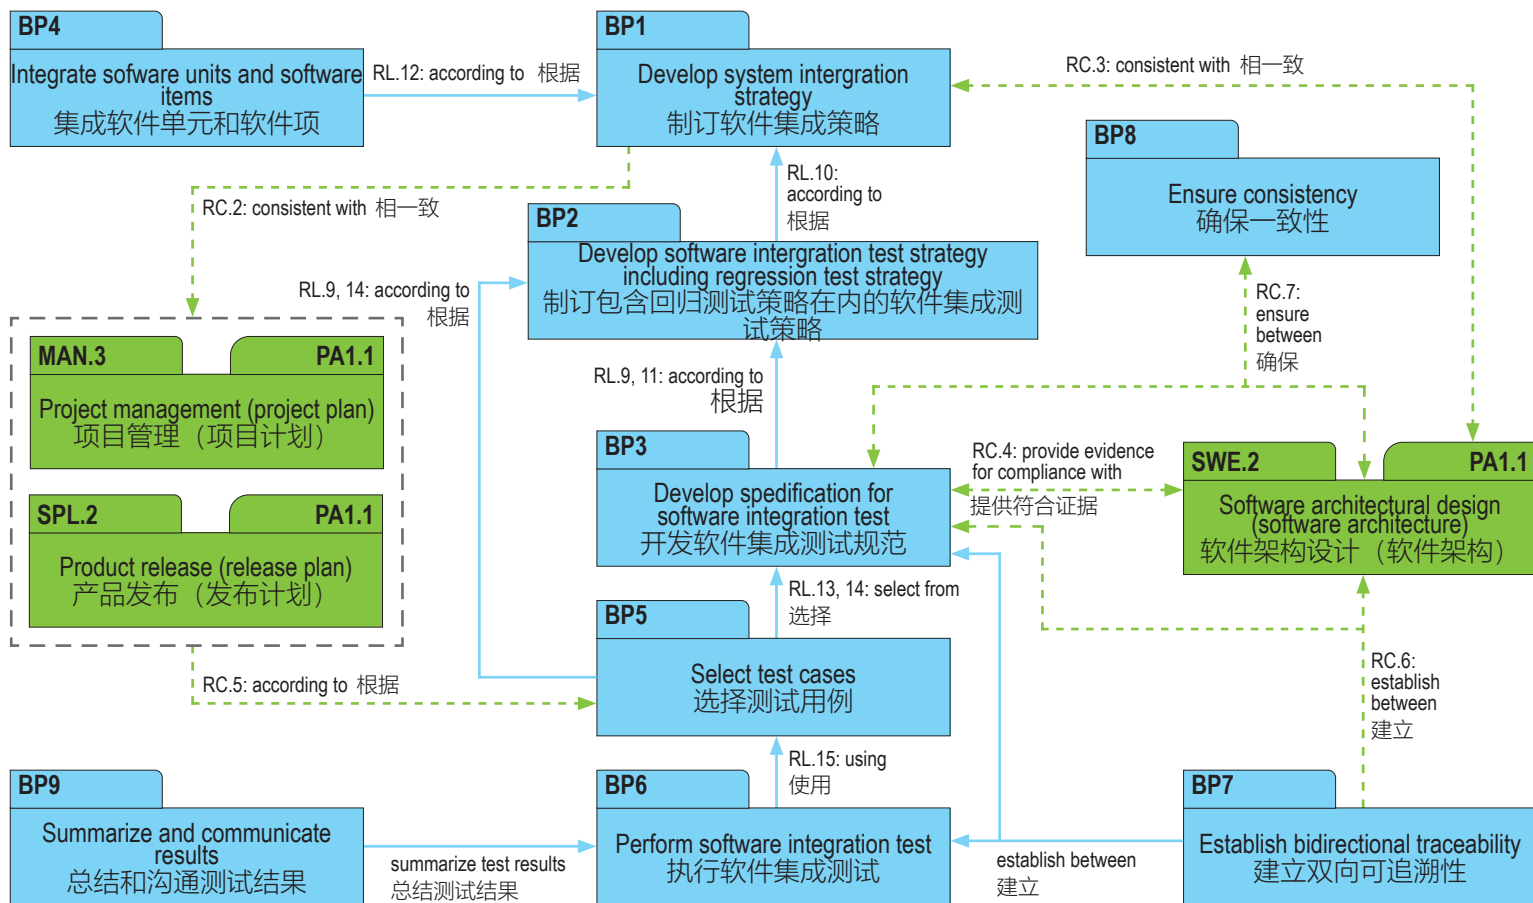 BP4
Integrate sofware units and software
items
集成软件单元和软件项
RL.12: according to 根据
BP1
Develop system intergration
strategy
制订软件集成策略
RC.3: consistent with 相一致
BP8
Ensure consistency
确保一致性
RC.2: consistent with 相一致
RL.10:
according to
根据
BP2
Develop software intergration test strategy
including regression test strategy
制订包含回归测试策略在内的软件集成测
试策略
RL.9, 14: according to
根据
RC.7:
ensure
between
确保
MAN.3
PA1.1
Project management (project plan)
项目管理（项目计划）
RL.9, 11: according to
根据
BP3
Develop spedification for
software integration test
开发软件集成测试规范
RC.4: provide evidence
for compliance with
提供符合证据
SWE.2
PA1.1
Software architectural design
(software architecture)
软件架构设计（软件架构）
SPL.2
PA1.1
Product release (release plan)
产品发布（发布计划）
RL.13, 14: select from
选择
BP5
Select test cases
选择测试用例
RC.5: according to 根据
RC.6:
establish
between
建立
RL.15: using
使用
BP9
Summarize and communicate
results
总结和沟通测试结果
summarize test results
总结测试结果
BP6
Perform software integration test
执行软件集成测试
establish between
建立
BP7
Establish bidirectional traceability
建立双向可追溯性